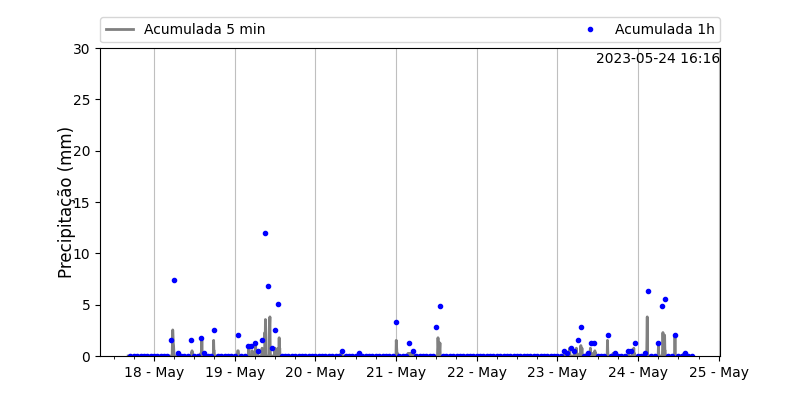 Acumulada 5 min Acumulada 1h
2023-05-24 16:16
Precipitação (mm)
30
25
20
15
10
5
0
18 - May 19 - May 20 - May 21 - May 22 - May 23 - May 24 - May 25 - May